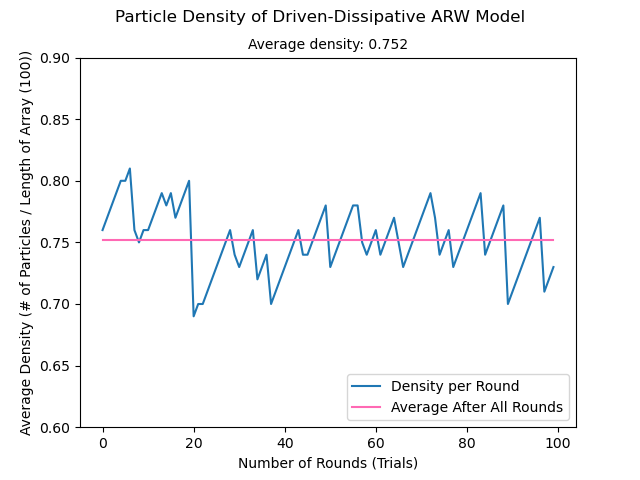 Particle Density of Driven-Dissipative ARW Model
Average density: 0.752
Average Density (# of Particles / Length of Array (100))
0.90
0.85
0.80
0.75
0.70
0.65
0.60
Density per Round
Average After All Rounds
0
20
40
60
80
100
Number of Rounds (Trials)